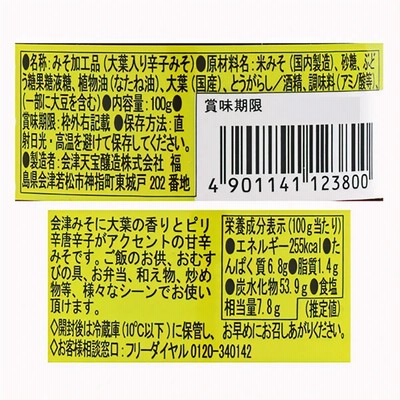 ●名称:みそ加工品(大葉入り辛子みそ)●原材料名:米みそ(国内製造)、砂糖、ぶど
う糖果糖液糖、植物油(なたね油)、大葉
(国産)、とうがらし/酒精、調味料(アミノ酸等)、
(一部に大豆を含む)●内容量:100g●
賞味期限:枠外右記載●保存方法:直
射日光・高温を避けて保存してください。
●製造者:会津天宝醸造株式会社 福
島県会津若松市神指町東城戸 202 番地
賞味期限
4 901141 123800
会津みそに大葉の香りとピリ
辛唐辛子がアクセントの甘辛
みそです。ご飯のお供、おむす
びの具、お弁当、和え物、炒め
物等、様々なシーンでお使い
頂けます。
栄養成分表示(100g当たり)
●エネルギー255kcal●た
んぱく質6.8g●脂質1.4g
●炭水化物53.9g●食塩
相当量7.8g (推定値)
◇開封後は冷蔵庫(10℃以下)に保管し、お早めにお召しあがりください。
◇お客様相談窓口:フリーダイヤル 0120-340142